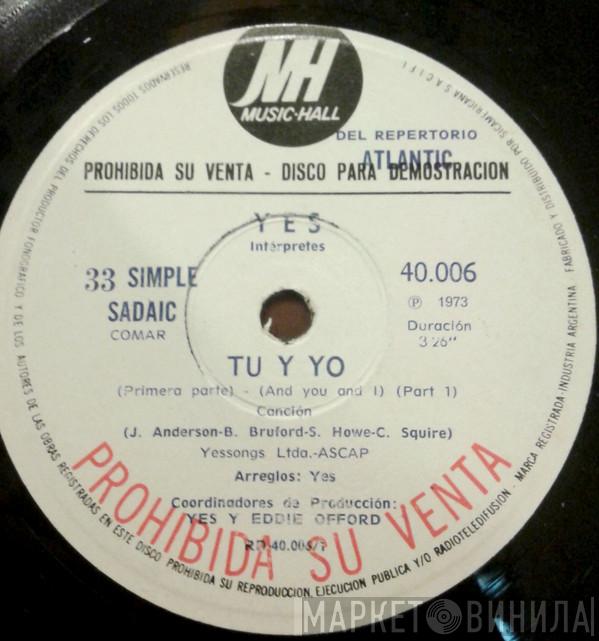 MH
MUSIC-HALL
DEL REPERTORIO
ATLANTIC
PROHIBIDA SU VENTA - DISCO PARA DEMOSTRACION
YES
Intérpretes
33 SIMPLE
SADAIC
COMAR
40.006
Ⓟ 1973
Duración
3'26"
TU Y YO
(Primera parte) - (And you and I) (Part 1)
Canción
(J. Anderson-B. Bruford-S. Howe-C. Squire)
Yessongs Ltda.-ASCAP
Arreglos: Yes
Coordinadores de Producción:
YES Y EDDIE OFFORD
PROHIBIDA SU VENTA
RESERVADOS TODOS LOS DERECHOS DEL PRODUCTOR FONOGRAFICO Y DE LOS AUTORES DE LAS OBRAS REGISTRADAS EN ESTE DISCO PROHIBIDA SU REPRODUCCION, EJECUCION PUBLICA Y/O RADIOTELEDIFUSION - MARCA REGISTRADA - INDUSTRIA ARGENTINA FABRICADO Y DISTRIBUIDO POR SICAMERICANA S.A.C.I.F.I.
МАРКЕТ ВИНИЛА